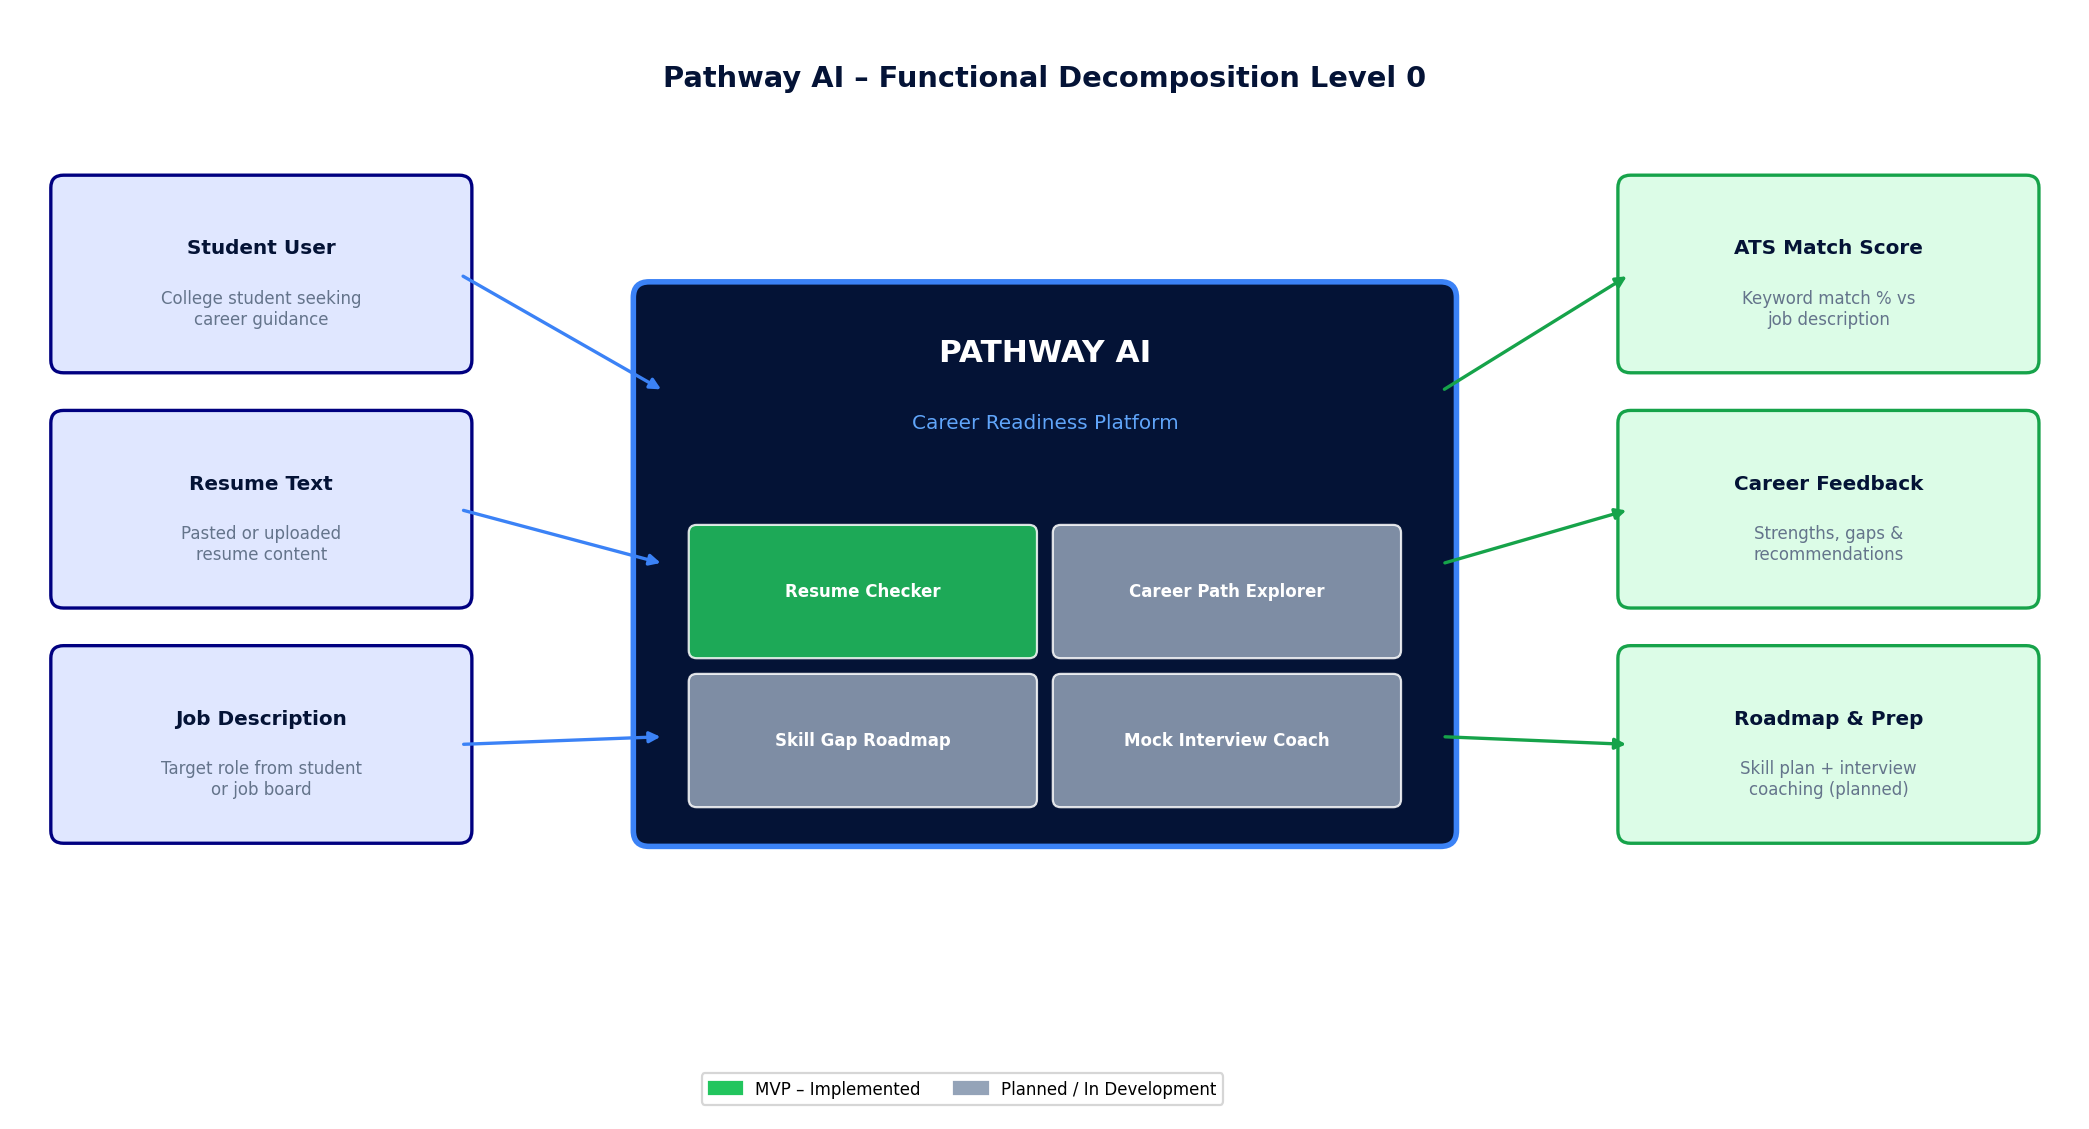 Pathway AI – Functional Decomposition Level 0
Student User
College student seeking
career guidance
Resume Text
Pasted or uploaded
resume content
Job Description
Target role from student
or job board
PATHWAY AI
Career Readiness Platform
Resume Checker
Career Path Explorer
Skill Gap Roadmap
Mock Interview Coach
ATS Match Score
Keyword match % vs
job description
Career Feedback
Strengths, gaps &
recommendations
Roadmap & Prep
Skill plan + interview
coaching (planned)
MVP – Implemented
Planned / In Development